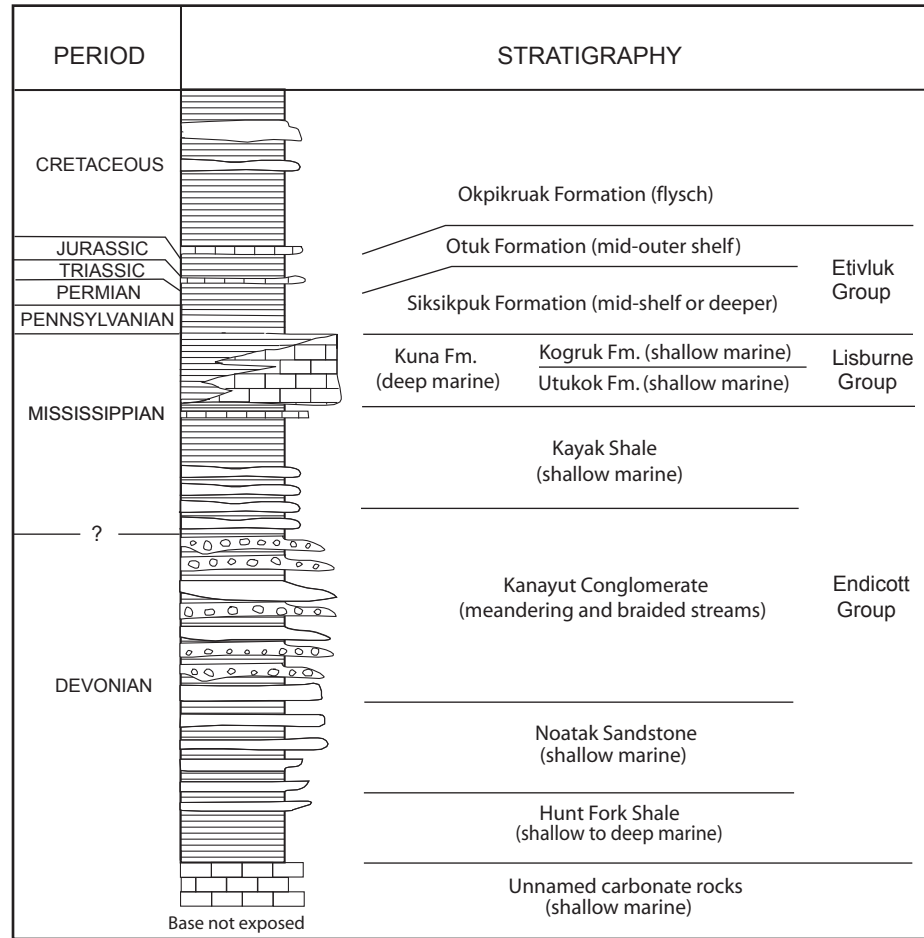 PERIOD
STRATIGRAPHY
CRETACEOUS
JURASSIC
TRIASSIC
PERMIAN
PENNSYLVANIAN
MISSISSIPPIAN
?
DEVONIAN
Base not exposed
Okpikruak Formation (flysch)
Otuk Formation (mid-outer shelf)
Siksikpuk Formation (mid-shelf or deeper)
Etivluk
Group
Kuna Fm.
(deep marine)
Kogruk Fm. (shallow marine)
Utukok Fm. (shallow marine)
Lisburne
Group
Kayak Shale
(shallow marine)
Kanayut Conglomerate
(meandering and braided streams)
Endicott
Group
Noatak Sandstone
(shallow marine)
Hunt Fork Shale
(shallow to deep marine)
Unnamed carbonate rocks
(shallow marine)